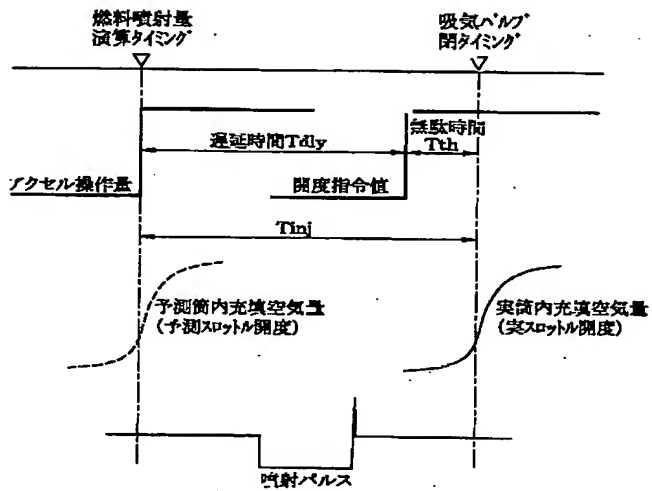 燃料噴射量
演算タイミング
吸気バルブ
閉タイミング
遅延時間Tdly
無駄時間
Tth
アクセル操作量
開度指令値
Tinj
予測筒内充填空気量
(予測スロットル開度)
実筒内充填空気量
(実スロットル開度)
噴射パルス